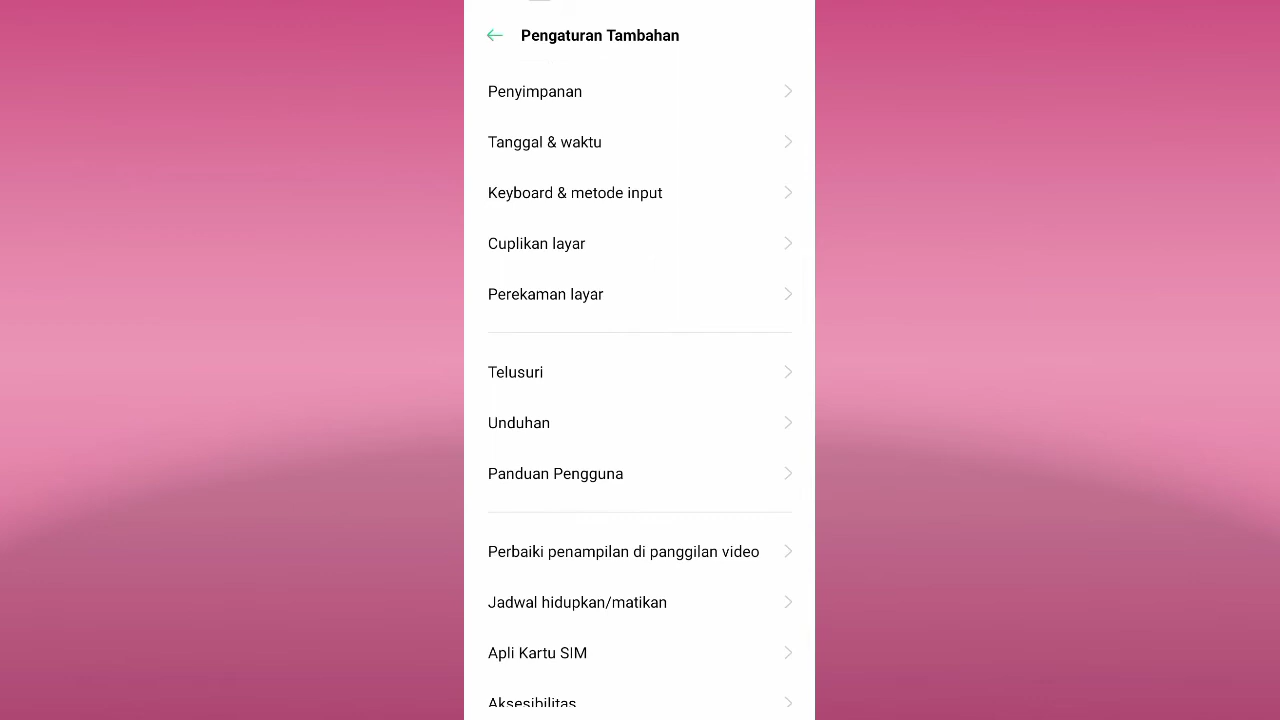 Pengaturan Tambahan
Penyimpanan
Tanggal & waktu
Keyboard & metode input
Cuplikan layar
Perekaman layar
Telusuri
Unduhan
Panduan Pengguna
Perbaiki penampilan di panggilan video
Jadwal hidupkan/matikan
Apli Kartu SIM
Aksesibilitas